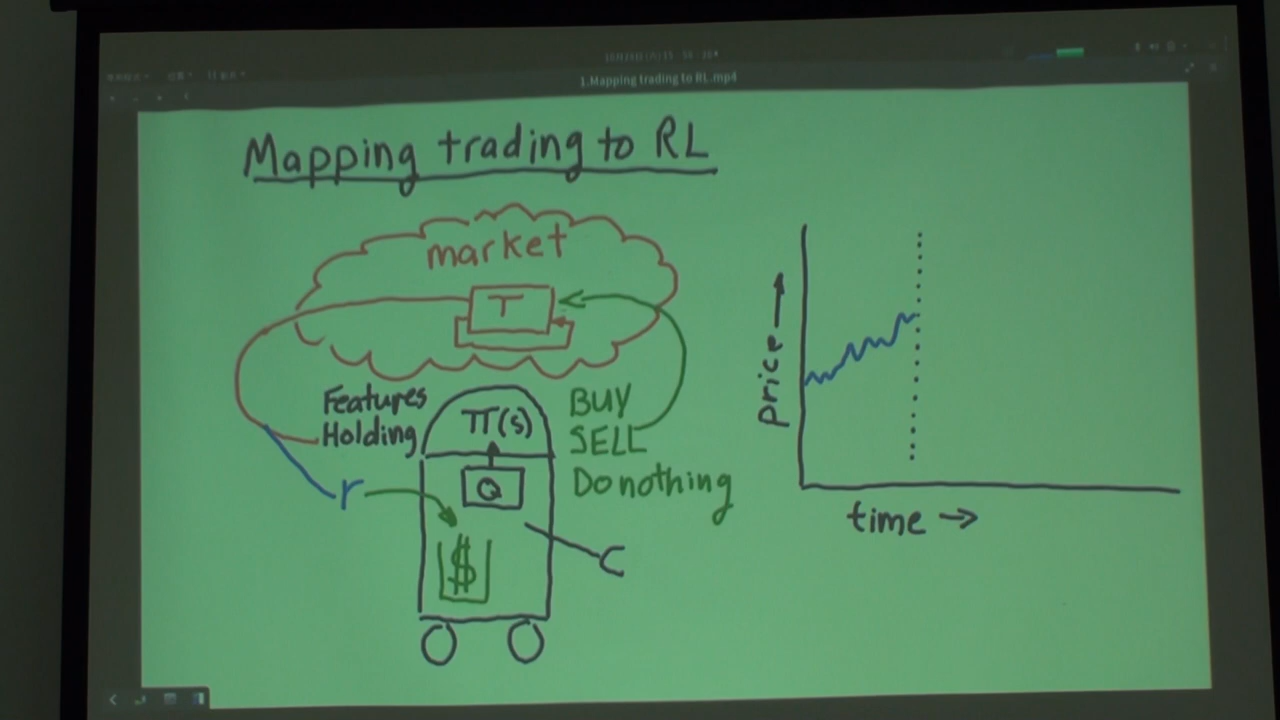 1.Mapping trading to RL.mp4
Mapping trading to RL
market
T
Features
Holding
π(s)
BUY
SELL
Do nothing
Q
r
$
C
price →
time →